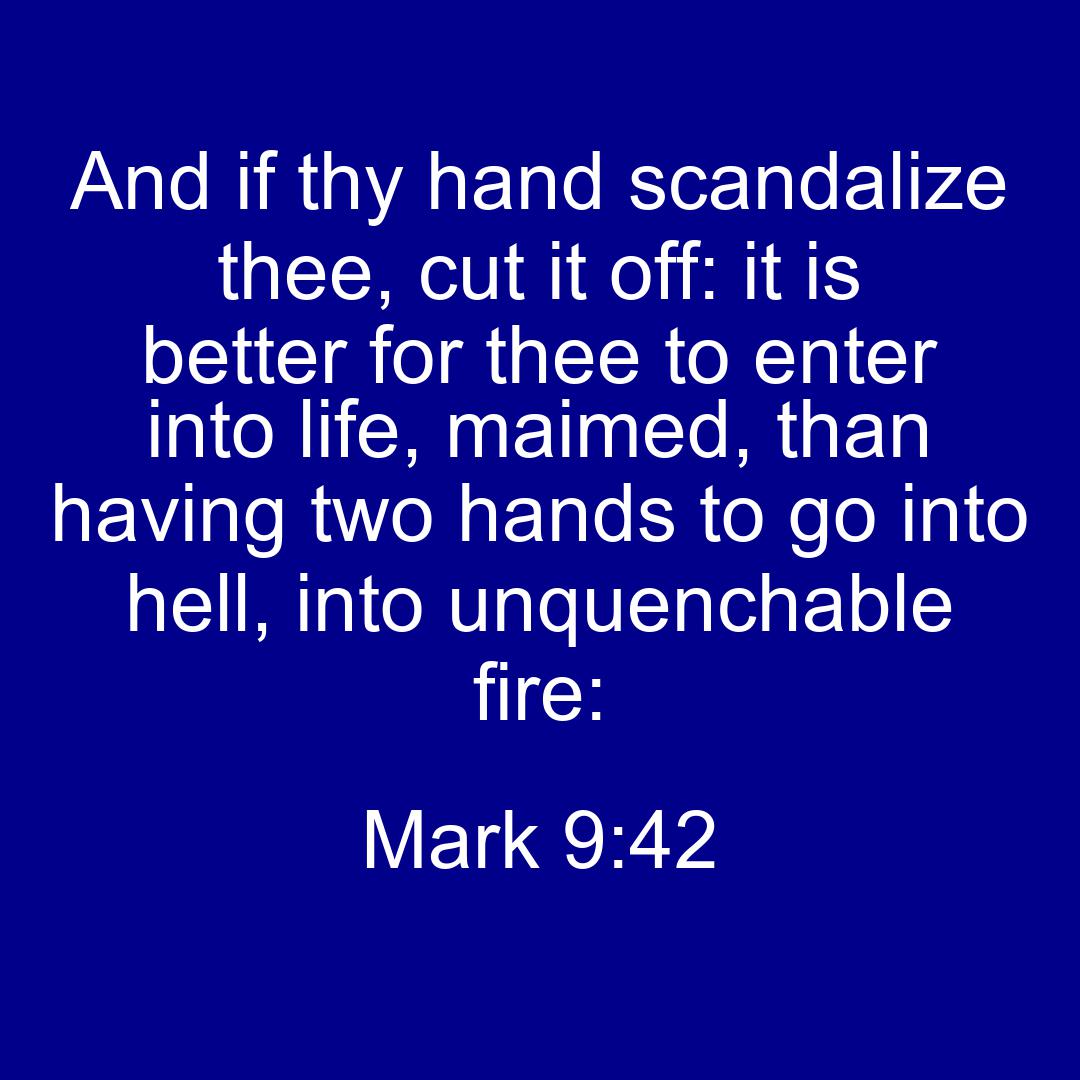 And if thy hand scandalize
thee, cut it off: it is
better for thee to enter
into life, maimed, than
having two hands to go into
hell, into unquenchable
fire:
Mark 9:42